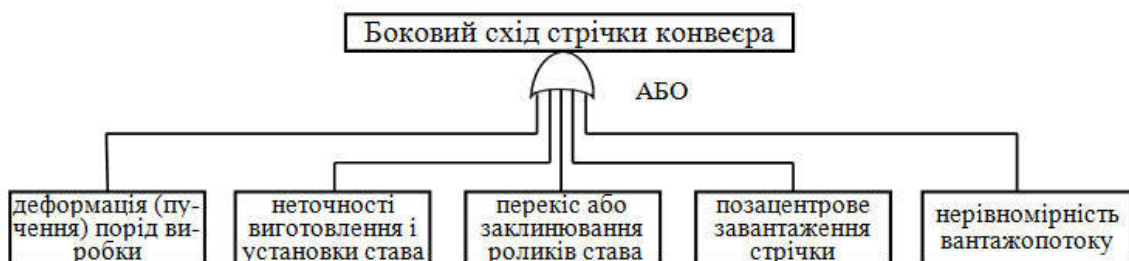 Боковий схід стрічки конвеєра
АБО
деформація (пу-
чення) порід ви-
робки
неточності
виготовлення і
установки става
перекіс або
заклинювання
роликів става
позацентрове
завантаження
стрічки
нерівномірність
вантажопотоку